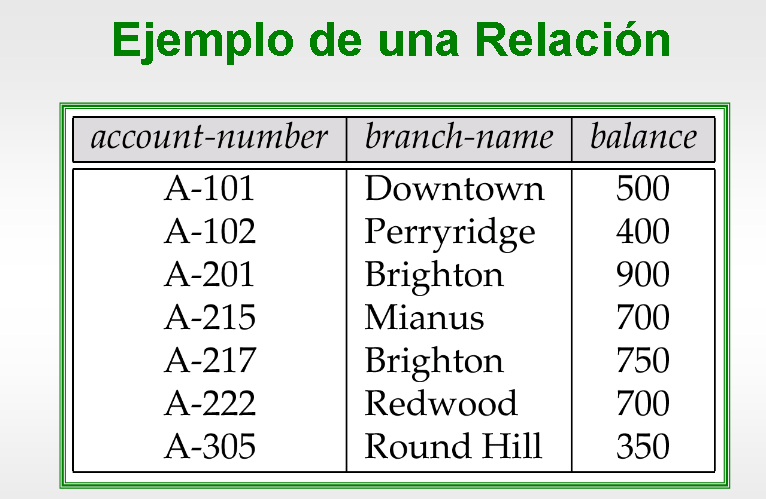 Ejemplo de una Relación
account-number branch-name balance
A-101 Downtown 500
A-102 Perryridge 400
A-201 Brighton 900
A-215 Mianus 700
A-217 Brighton 750
A-222 Redwood 700
A-305 Round Hill 350